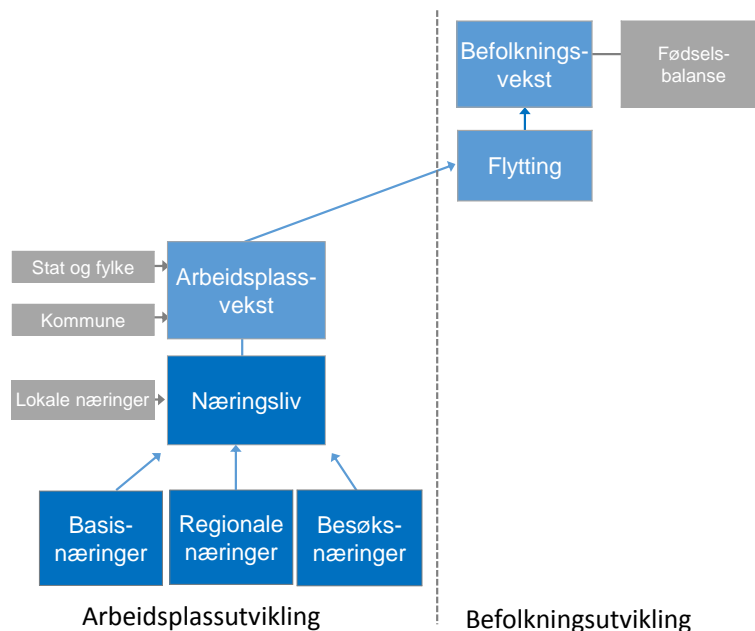 Befolknings-
vekst
Fødsels-
balanse
Flytting
Stat og fylke
Arbeidsplass-
vekst
Kommune
Lokale næringer
Næringsliv
Basis-
næringer
Regionale
næringer
Besøks-
næringer
Arbeidsplassutvikling
Befolkningsutvikling